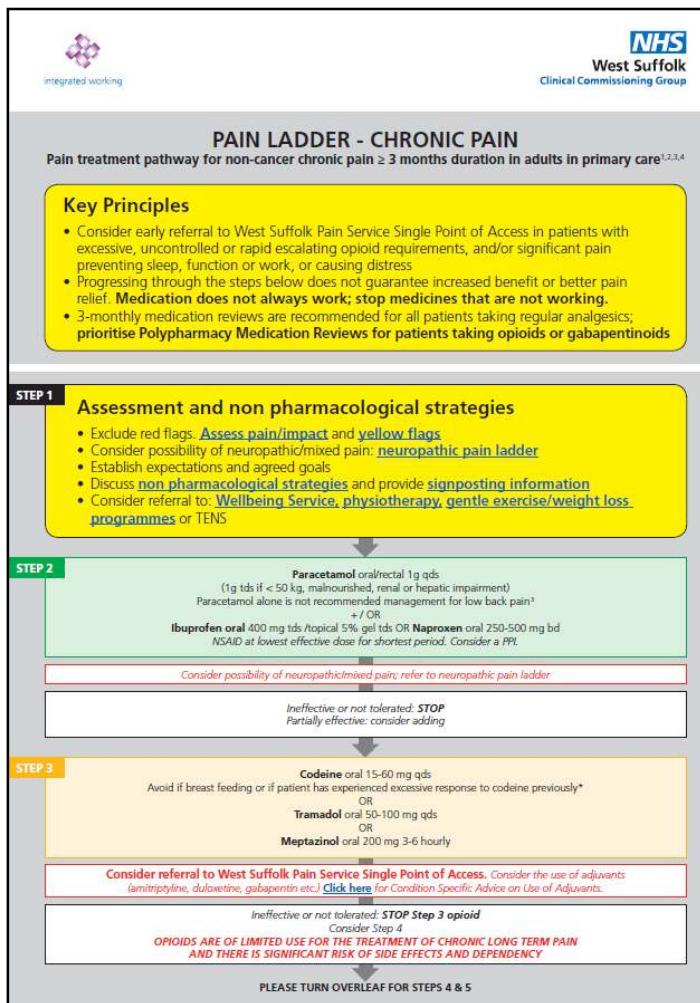 integrated working
NHS
West Suffolk
Clinical Commissioning Group
PAIN LADDER - CHRONIC PAIN
Pain treatment pathway for non-cancer chronic pain ≥ 3 months duration in adults in primary care1,2,3,4
Key Principles
• Consider early referral to West Suffolk Pain Service Single Point of Access in patients with
excessive, uncontrolled or rapid escalating opioid requirements, and/or significant pain
preventing sleep, function or work, or causing distress
• Progressing through the steps below does not guarantee increased benefit or better pain
relief. Medication does not always work; stop medicines that are not working.
• 3-monthly medication reviews are recommended for all patients taking regular analgesics;
prioritise Polypharmacy Medication Reviews for patients taking opioids or gabapentinoids
STEP 1
Assessment and non pharmacological strategies
• Exclude red flags. Assess pain/impact and yellow flags
• Consider possibility of neuropathic/mixed pain: neuropathic pain ladder
• Establish expectations and agreed goals
• Discuss non pharmacological strategies and provide signposting information
• Consider referral to: Wellbeing Service, physiotherapy, gentle exercise/weight loss
programmes or TENS
STEP 2
Paracetamol oral/rectal 1g qds
(1g tds if < 50 kg, malnourished, renal or hepatic impairment)
Paracetamol alone is not recommended management for low back pain³
+ / OR
Ibuprofen oral 400 mg tds /topical 5% gel tds OR Naproxen oral 250-500 mg bd
NSAID at lowest effective dose for shortest period. Consider a PPI.
Consider possibility of neuropathic/mixed pain; refer to neuropathic pain ladder
Ineffective or not tolerated: STOP
Partially effective: consider adding
STEP 3
Codeine oral 15-60 mg qds
Avoid if breast feeding or if patient has experienced excessive response to codeine previously*
OR
Tramadol oral 50-100 mg qds
OR
Meptazinol oral 200 mg 3-6 hourly
Consider referral to West Suffolk Pain Service Single Point of Access. Consider the use of adjuvants
(amitriptyline, duloxetine, gabapentin etc.) Click here for Condition Specific Advice on Use of Adjuvants.
Ineffective or not tolerated: STOP Step 3 opioid
Consider Step 4
OPIOIDS ARE OF LIMITED USE FOR THE TREATMENT OF CHRONIC LONG TERM PAIN
AND THERE IS SIGNIFICANT RISK OF SIDE EFFECTS AND DEPENDENCY
PLEASE TURN OVERLEAF FOR STEPS 4 & 5